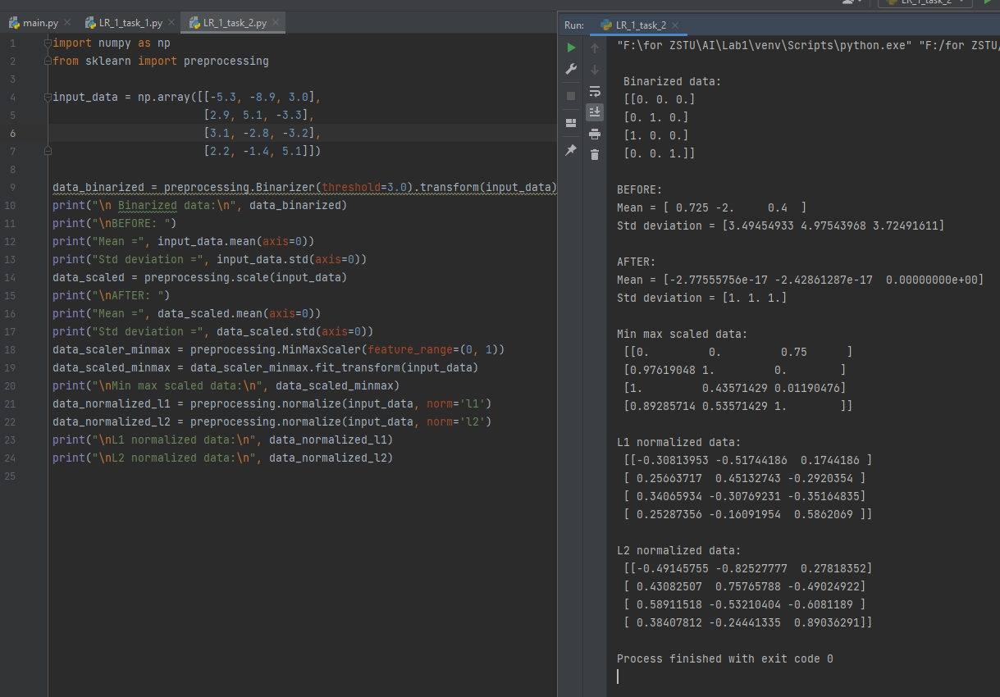 main.py LR_1_task_1.py LR_1_task_2.py
1 import numpy as np
2 from sklearn import preprocessing
3
4 input_data = np.array([[-5.3, -8.9, 3.0],
5 [2.9, 5.1, -3.3],
6 [3.1, -2.8, -3.2],
7 [2.2, -1.4, 5.1]])
8
9 data_binarized = preprocessing.Binarizer(threshold=3.0).transform(input_data)
10 print("\n Binarized data:\n", data_binarized)
11 print("\nBEFORE: ")
12 print("Mean =", input_data.mean(axis=0))
13 print("Std deviation =", input_data.std(axis=0))
14 data_scaled = preprocessing.scale(input_data)
15 print("\nAFTER: ")
16 print("Mean =", data_scaled.mean(axis=0))
17 print("Std deviation =", data_scaled.std(axis=0))
18 data_scaler_minmax = preprocessing.MinMaxScaler(feature_range=(0, 1))
19 data_scaled_minmax = data_scaler_minmax.fit_transform(input_data)
20 print("\nMin max scaled data:\n", data_scaled_minmax)
21 data_normalized_l1 = preprocessing.normalize(input_data, norm='l1')
22 data_normalized_l2 = preprocessing.normalize(input_data, norm='l2')
23 print("\nL1 normalized data:\n", data_normalized_l1)
24 print("\nL2 normalized data:\n", data_normalized_l2)
25
LR_1_task_2
Run: LR_1_task_2
"F:\for ZSTU\AI\Lab1\venv\Scripts\python.exe" "F:/for ZSTU/
Binarized data:
[[0. 0. 0.]
[0. 1. 0.]
[1. 0. 0.]
[0. 0. 1.]]
BEFORE:
Mean = [ 0.725 -2. 0.4 ]
Std deviation = [3.49454933 4.97543968 3.72491611]
AFTER:
Mean = [-2.77555756e-17 -2.42861287e-17 0.00000000e+00]
Std deviation = [1. 1. 1.]
Min max scaled data:
[[0. 0. 0.75 ]
[0.97619048 1. 0. ]
[1. 0.43571429 0.01190476]
[0.89285714 0.53571429 1. ]]
L1 normalized data:
[[-0.30813953 -0.51744186 0.1744186 ]
[ 0.25663717 0.45132743 -0.2920354 ]
[ 0.34065934 -0.30769231 -0.35164835]
[ 0.25287356 -0.16091954 0.5862069 ]]
L2 normalized data:
[[-0.49145755 -0.82527777 0.27818352]
[ 0.43082507 0.75765788 -0.49024922]
[ 0.58911518 -0.53210404 -0.6081189 ]
[ 0.38407812 -0.24441335 0.89036291]]
Process finished with exit code 0